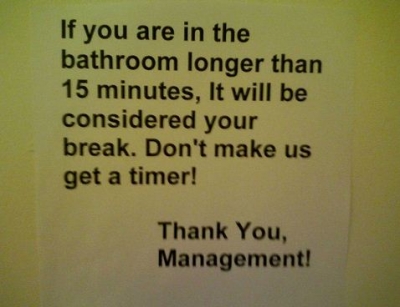 If you are in the
bathroom longer than
15 minutes, It will be
considered your
break. Don't make us
get a timer!
Thank You,
Management!